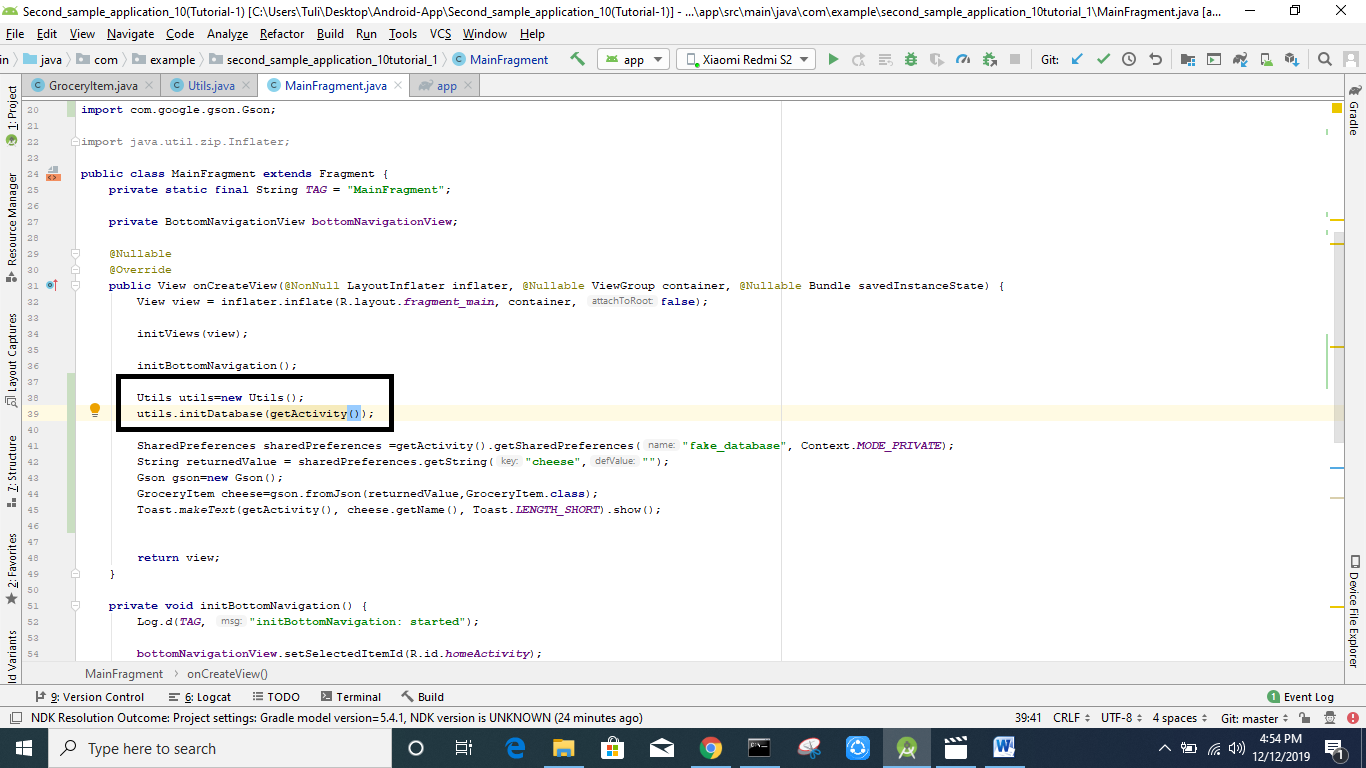 Second_sample_application_10(Tutorial-1) [C:\Users\Tuli\Desktop\Android-App\Second_sample_application_10(Tutorial-1)] - ...\app\src\main\java\com\example\second_sample_application_10tutorial_1\MainFragment.java [a...
File Edit View Navigate Code Analyze Refactor Build Run Tools VCS Window Help
in java com example second_sample_application_10tutorial_1 MainFragment app Xiaomi Redmi S2 Git:
GroceryItem.java Utils.java MainFragment.java app
1: Project
Resource Manager
Layout Captures
7: Structure
2: Favorites
ld Variants
20 import com.google.gson.Gson;
21
22 import java.util.zip.Inflater;
23
24 public class MainFragment extends Fragment {
25 private static final String TAG = "MainFragment";
26
27 private BottomNavigationView bottomNavigationView;
28
29 @Nullable
30 @Override
31 public View onCreateView(@NonNull LayoutInflater inflater, @Nullable ViewGroup container, @Nullable Bundle savedInstanceState) {
32 View view = inflater.inflate(R.layout.fragment_main, container, attachToRoot: false);
33
34 initViews(view);
35
36 initBottomNavigation();
37
38 Utils utils=new Utils();
39 utils.initDatabase(getActivity());
40
41 SharedPreferences sharedPreferences =getActivity().getSharedPreferences( name: "fake_database", Context.MODE_PRIVATE);
42 String returnedValue = sharedPreferences.getString( key: "cheese", defValue: "");
43 Gson gson=new Gson();
44 GroceryItem cheese=gson.fromJson(returnedValue,GroceryItem.class);
45 Toast.makeText(getActivity(), cheese.getName(), Toast.LENGTH_SHORT).show();
46
47
48 return view;
49 }
50
51 private void initBottomNavigation() {
52 Log.d(TAG, msg: "initBottomNavigation: started");
53
54 bottomNavigationView.setSelectedItemId(R.id.homeActivity);
Gradle
Device File Explorer
MainFragment onCreateView()
9: Version Control 6: Logcat TODO Terminal Build 1 Event Log
NDK Resolution Outcome: Project settings: Gradle model version=5.4.1, NDK version is UNKNOWN (24 minutes ago) 39:41 CRLF UTF-8 4 spaces Git: master
Type here to search
4:54 PM
12/12/2019
1